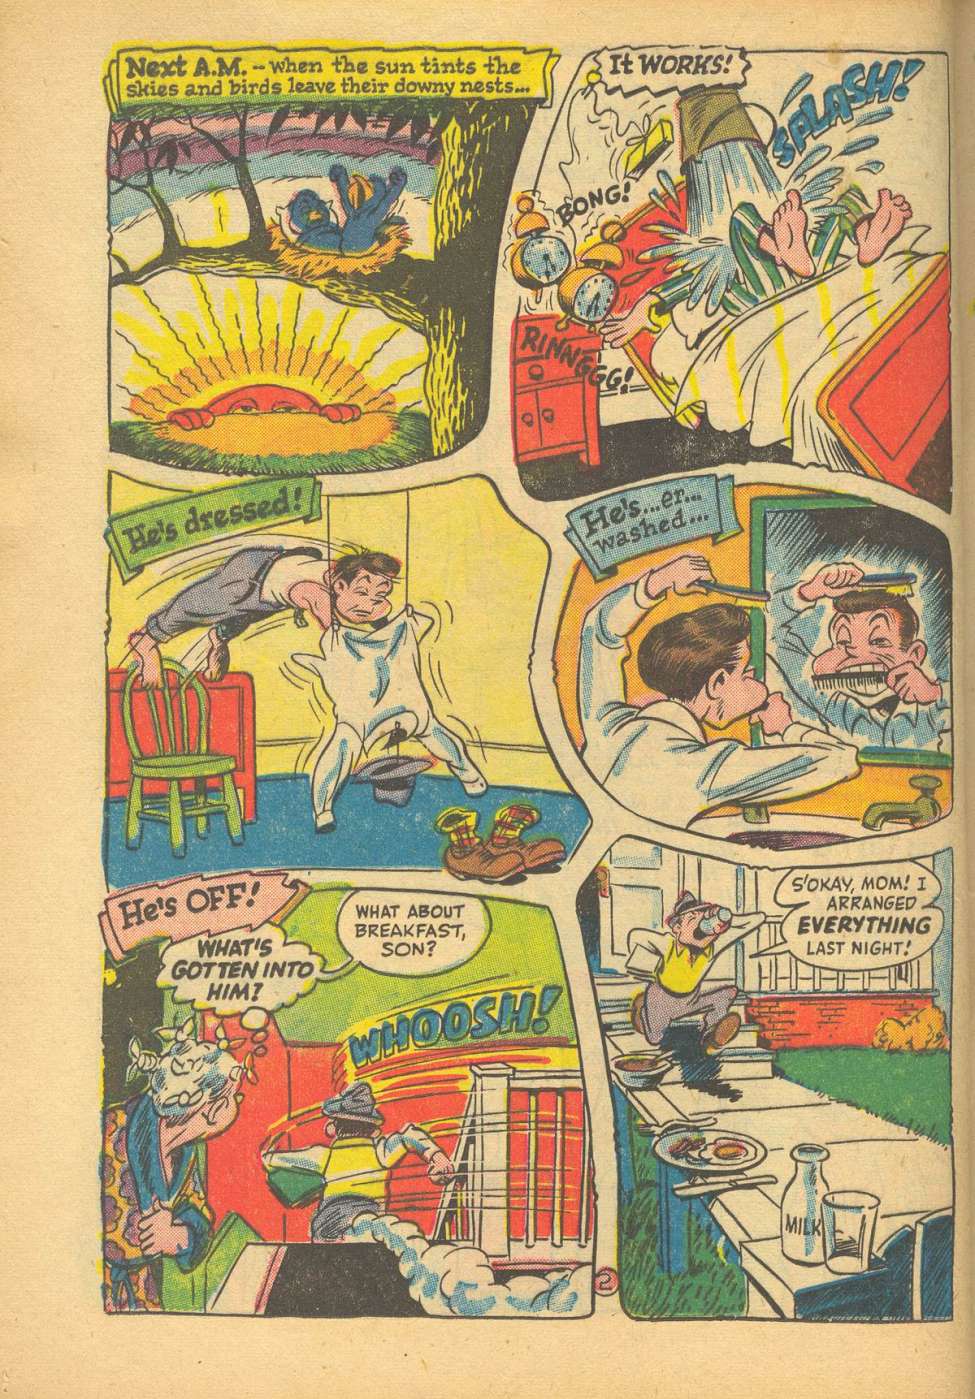 Next A.M. -- when the sun tints the
skies and birds leave their downy nests...
It WORKS!
SPLASH!
BONG!
RINNGGG!
He's dressed!
He's...er...
washed...
He's OFF!
WHAT'S
GOTTEN INTO
HIM?
WHAT ABOUT
BREAKFAST,
SON?
WHOOSH!
2
S'OKAY, MOM! I
ARRANGED
EVERYTHING
LAST NIGHT!
MILK